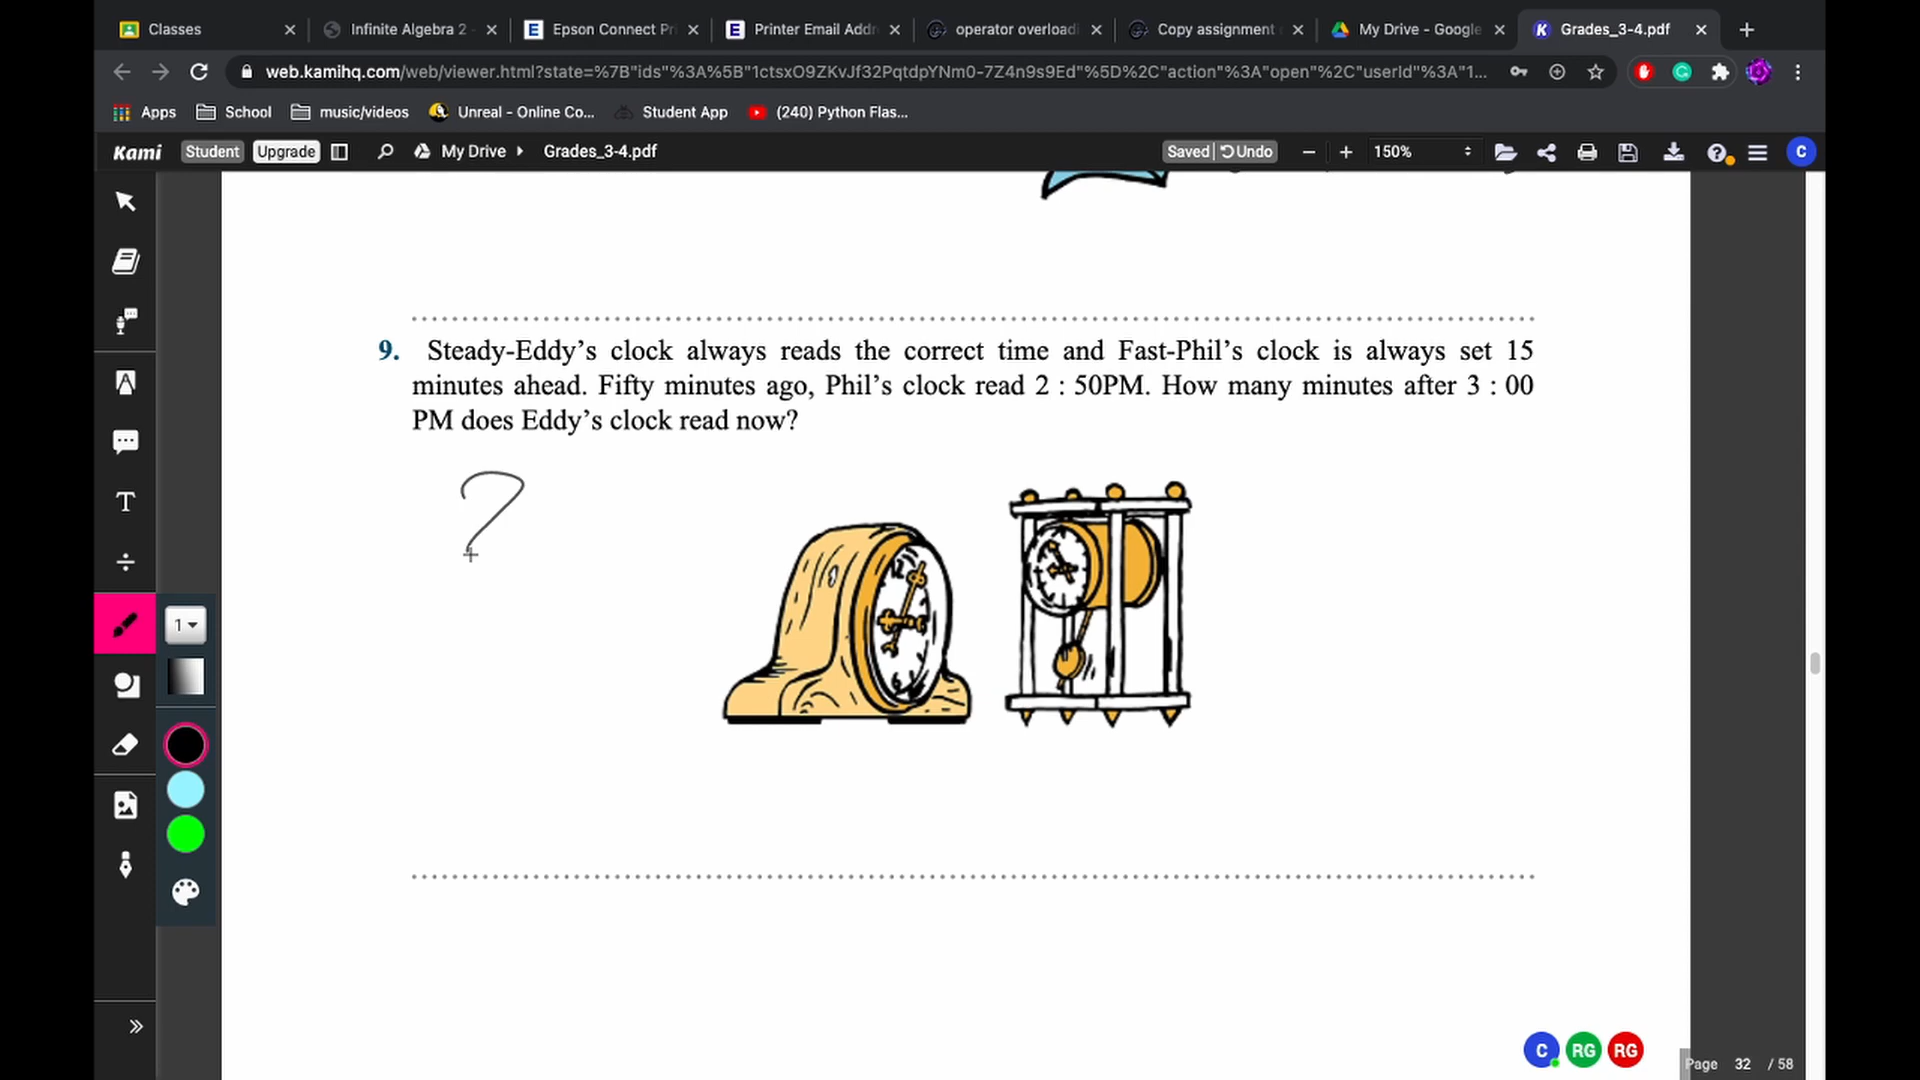 Classes
Infinite Algebra 2 -
Epson Connect Pri
Printer Email Addr
operator overloadi
Copy assignment
My Drive - Google
Grades_3-4.pdf
web.kamihq.com/web/viewer.html?state=%7B"ids"%3A%5B"1ctsxO9ZKvJf32PqtdpYNm0-7Z4n9s9Ed"%5D%2C"action"%3A"open"%2C"userId"%3A"1...
Apps School music/videos Unreal - Online Co... Student App (240) Python Flas...
Kami Student Upgrade My Drive Grades_3-4.pdf Saved Undo 150% C
9. Steady-Eddy's clock always reads the correct time and Fast-Phil's clock is always set 15
minutes ahead. Fifty minutes ago, Phil's clock read 2 : 50PM. How many minutes after 3 : 00
PM does Eddy's clock read now?
?
T
1
C RG RG
Page 32 / 58